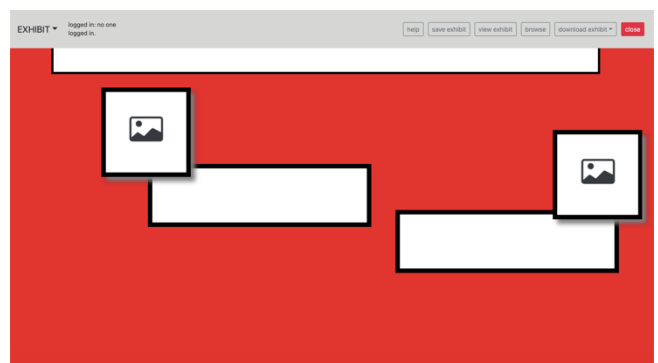 EXHIBIT
logged in: no one
logged in.
help
save exhibit
view exhibit
browse
download exhibit
close